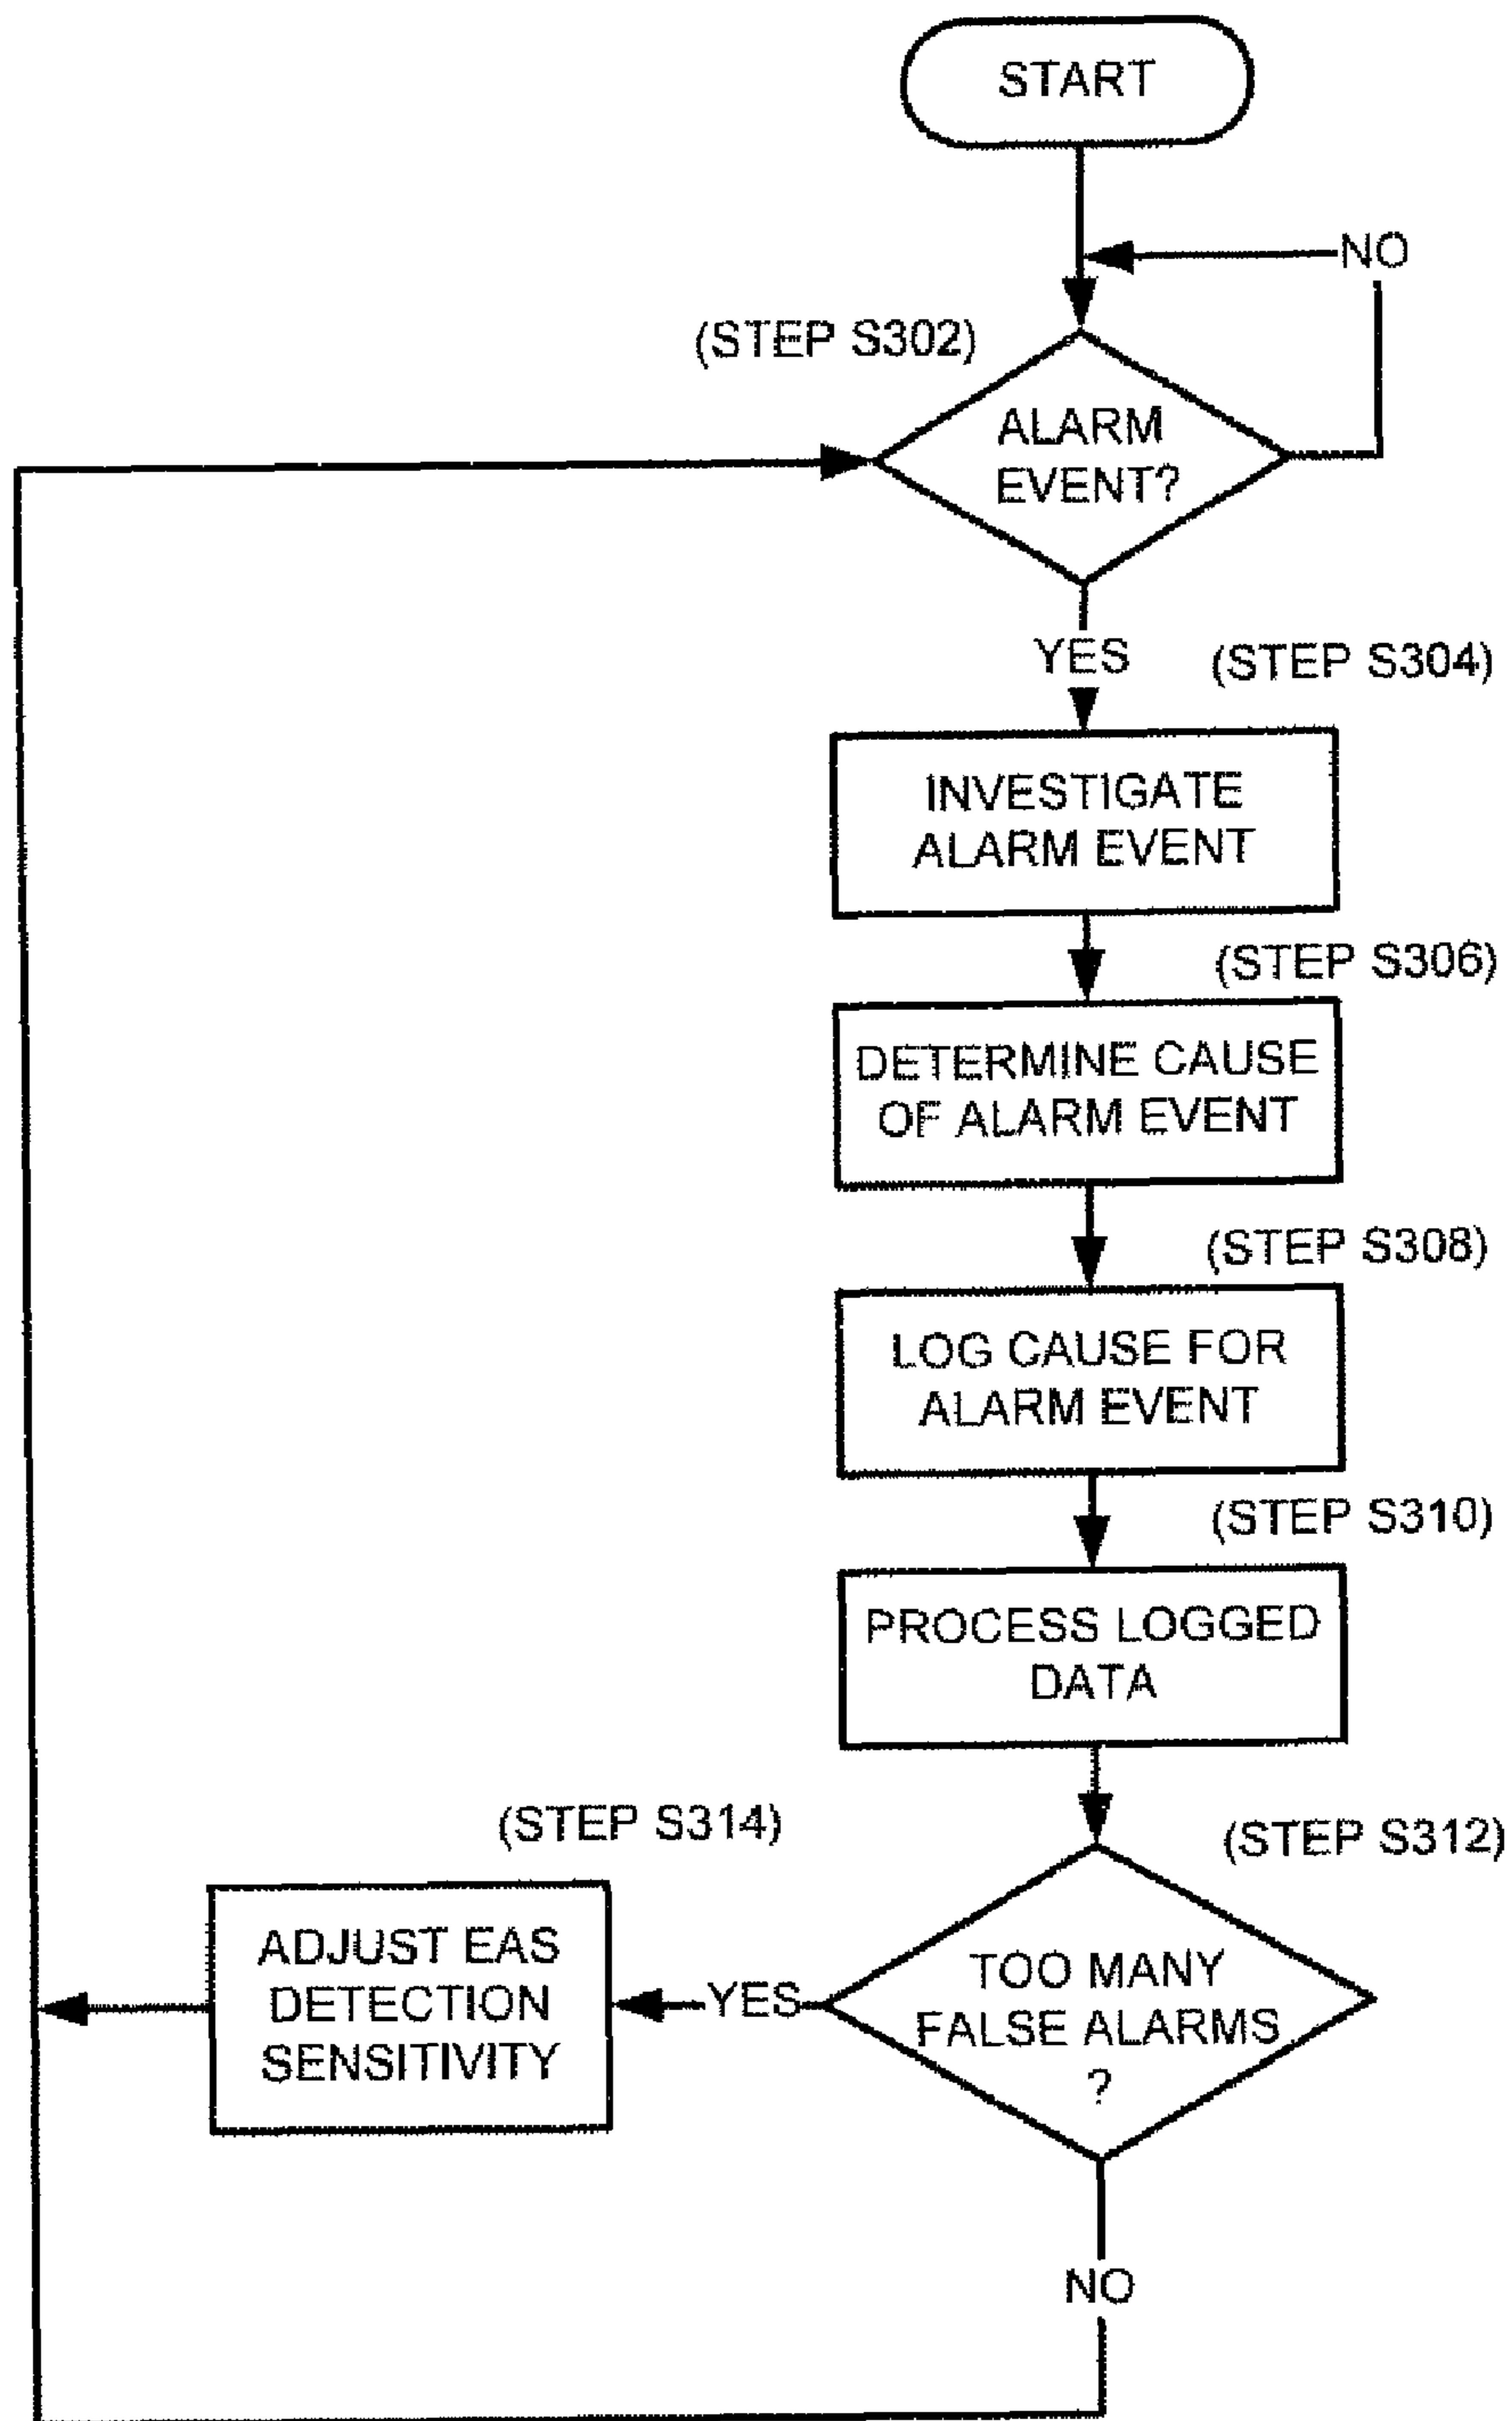 START
NO
(STEP S302)
ALARM
EVENT?
YES
(STEP S304)
INVESTIGATE
ALARM EVENT
(STEP S306)
DETERMINE CAUSE
OF ALARM EVENT
(STEP S308)
LOG CAUSE FOR
ALARM EVENT
(STEP S310)
PROCESS LOGGED
DATA
(STEP S314)
(STEP S312)
ADJUST EAS
DETECTION
SENSITIVITY
YES
TOO MANY
FALSE ALARMS
?
NO